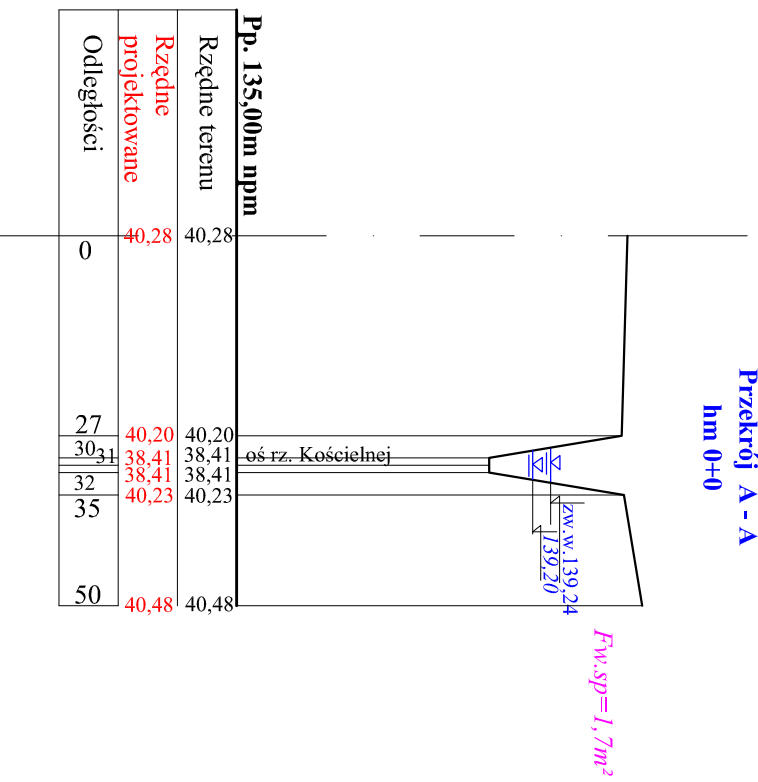 Przekrój A - A
hm 0+0
Fw.sp=1,7m²
zw.w.139,24
139,20
oś rz. Kościelnej
Pp. 135,00m npm
Rzędne terenu
40,28
40,20
38,41
38,41
40,23
40,48
Rzędne
projektowane
40,28
40,20
38,41
38,41
40,23
40,48
Odległości
0
27
30
31
32
35
50